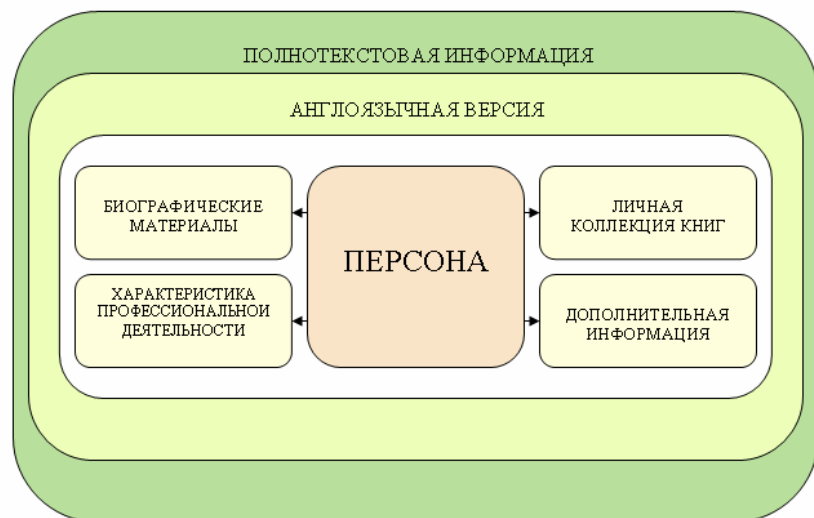 ПОЛНОТЕКСТОВАЯ ИНФОРМАЦИЯ
АНГЛОЯЗЫЧНАЯ ВЕРСИЯ
БИОГРАФИЧЕСКИЕ
МАТЕРИАЛЫ
ХАРАКТЕРИСТИКА
ПРОФЕССИОНАЛЬНОЙ
ДЕЯТЕЛЬНОСТИ
ПЕРСОНА
ЛИЧНАЯ
КОЛЛЕКЦИЯ КНИГ
ДОПОЛНИТЕЛЬНАЯ
ИНФОРМАЦИЯ